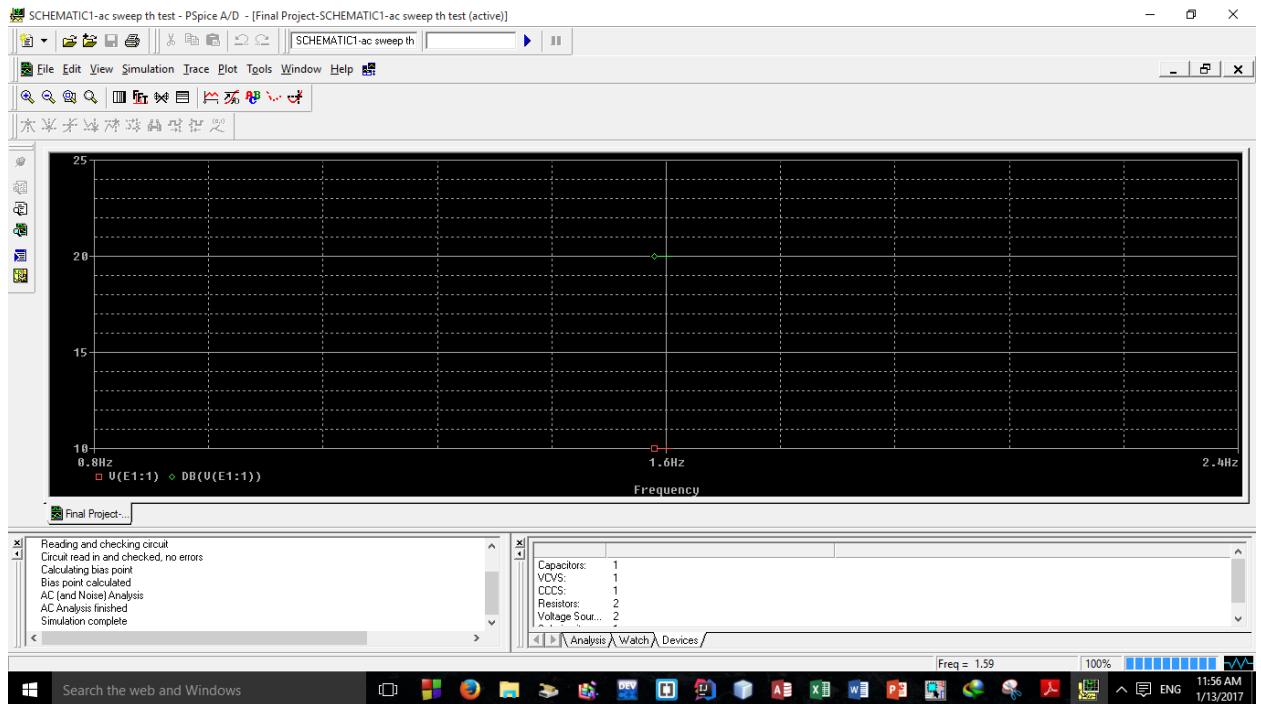 SCHEMATIC1-ac sweep th test - PSpice A/D - [Final Project-SCHEMATIC1-ac sweep th test (active)]
SCHEMATIC1-ac sweep th
File Edit View Simulation Trace Plot Tools Window Help
25
20
15
10
0.8Hz 1.6Hz 2.4Hz
V(E1:1) DB(V(E1:1))
Frequency
Final Project-...
Reading and checking circuit
Circuit read in and checked, no errors
Calculating bias point
Bias point calculated
AC (and Noise) Analysis
AC Analysis finished
Simulation complete
Capacitors: 1
VCVS: 1
CCCS: 1
Resistors: 2
Voltage Sour... 2
Analysis Watch Devices
Freq = 1.59 100%
Search the web and Windows
ENG
11:56 AM
1/13/2017